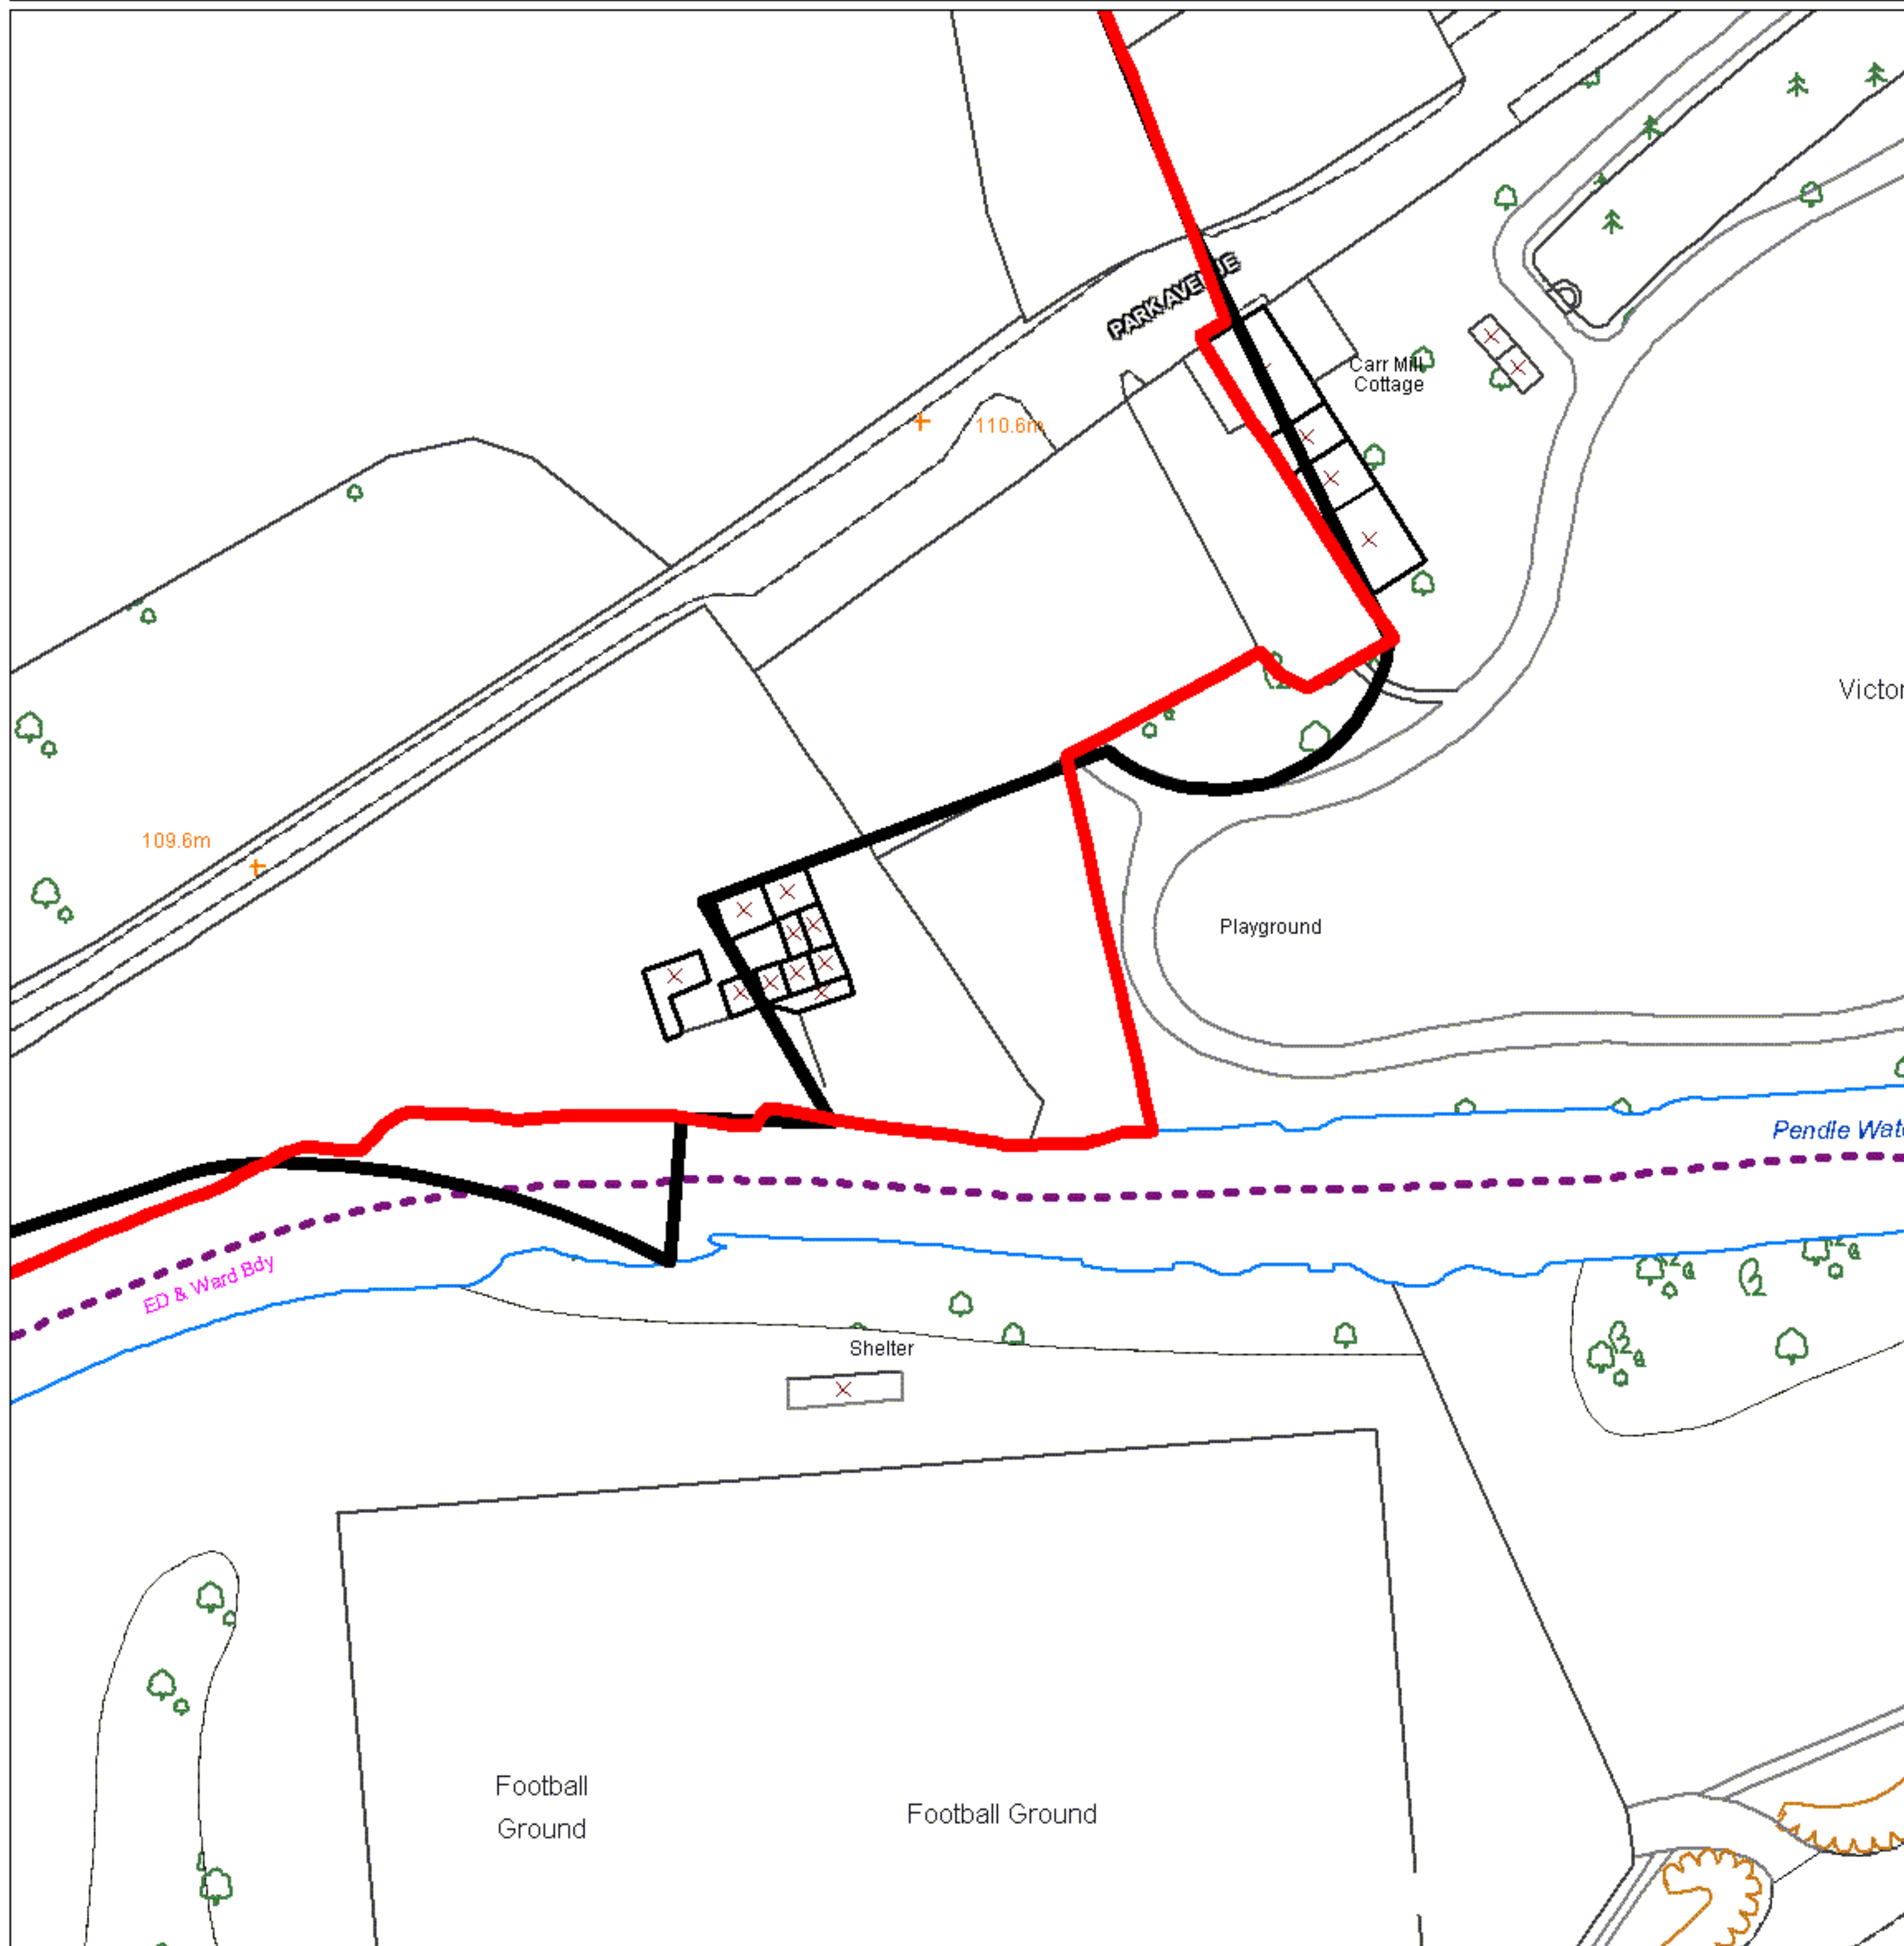 PARK AVENUE
Carr Mill
Cottage
110.6m
Victor
109.6m
Playground
Pendle Wat
ED & Ward Bdy
Shelter
Football
Ground
Football Ground